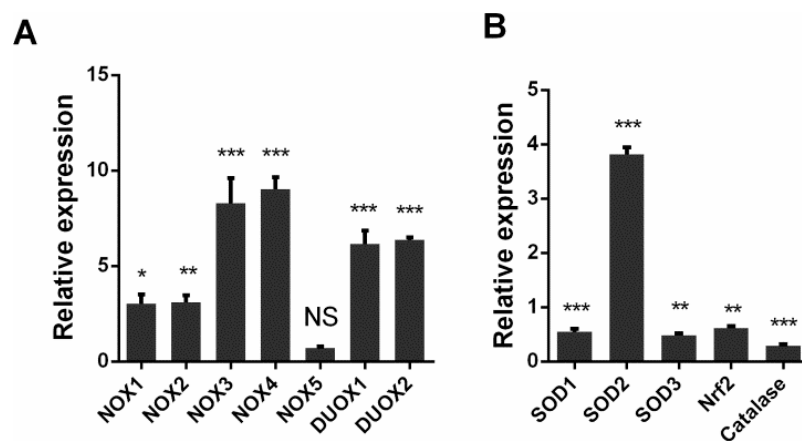 A
Relative expression
15
10
5
0
*
**
***
***
NS
***
***
NOX1
NOX2
NOX3
NOX4
NOX5
DUOX1
DUOX2
B
Relative expression
5
4
3
2
1
0
***
***
**
**
***
SOD1
SOD2
SOD3
Nrf2
Catalase